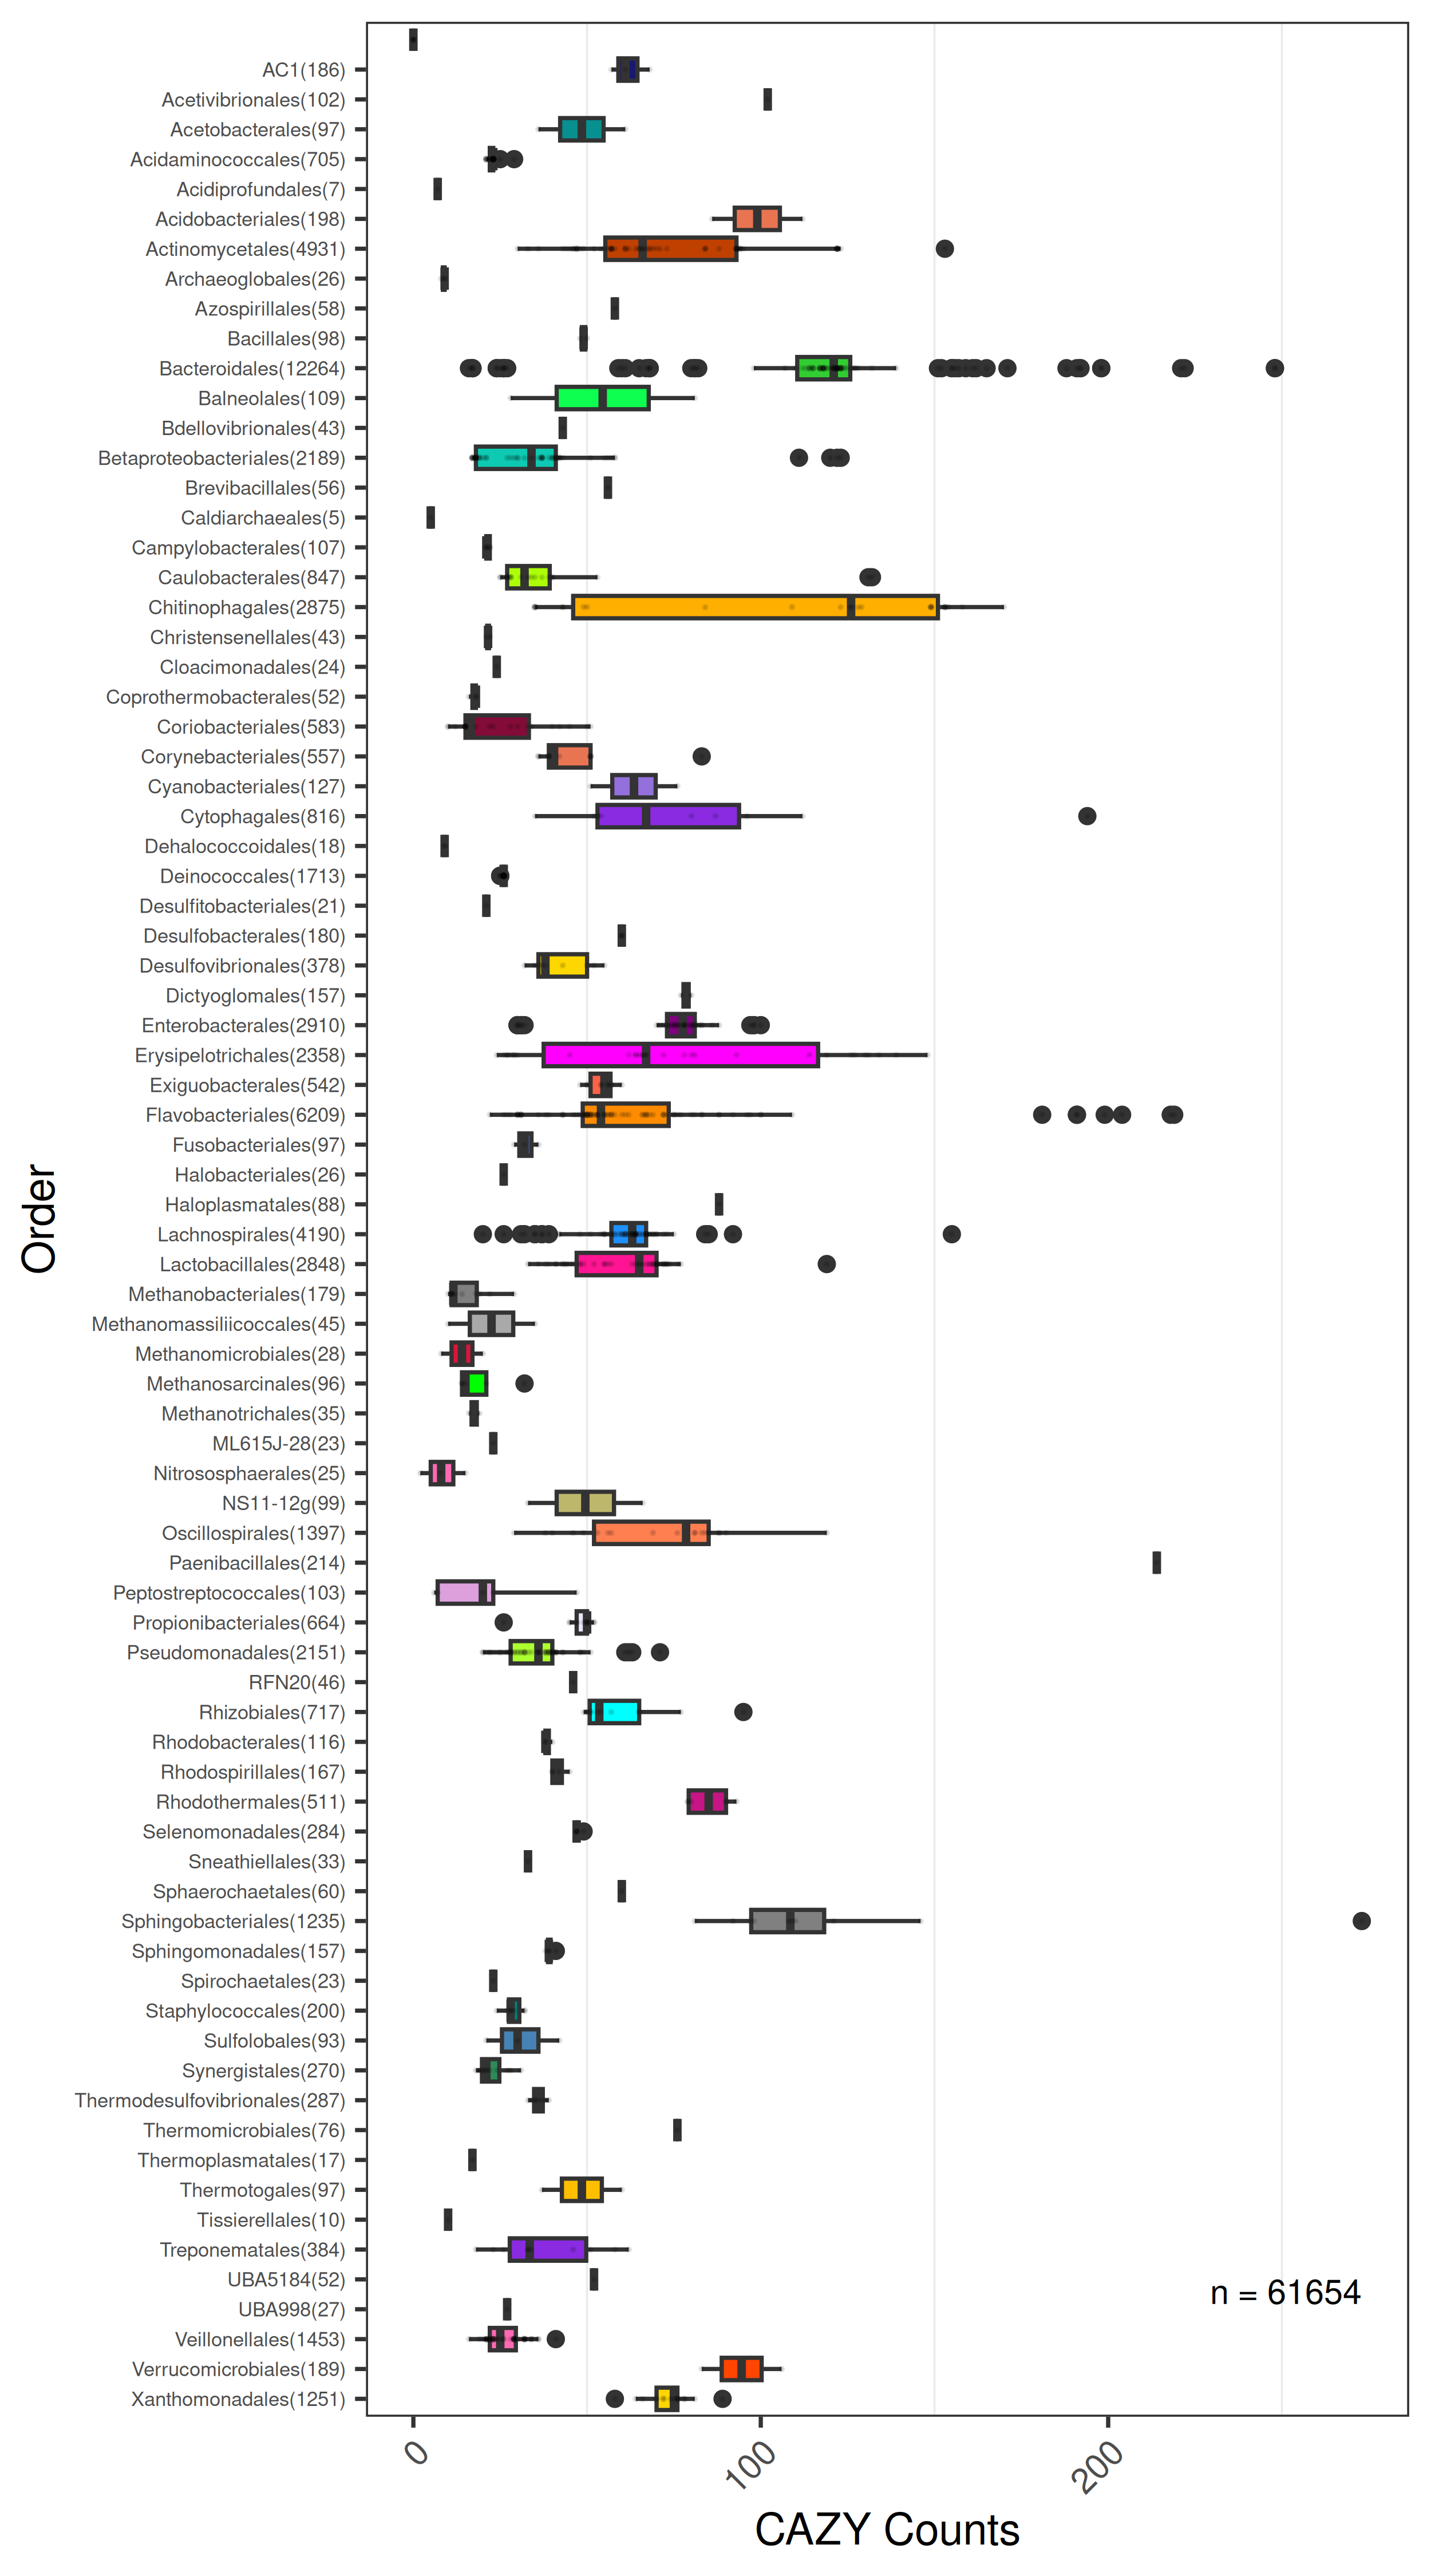 AC1(186)
Acetivibrionales(102)
Acetobacterales(97)
Acidaminococcales(705)
Acidiprofundales(7)
Acidobacteriales(198)
Actinomycetales(4931)
Archaeoglobales(26)
Azospirillales(58)
Bacillales(98)
Bacteroidales(12264)
Balneolales(109)
Bdellovibrionales(43)
Betaproteobacteriales(2189)
Brevibacillales(56)
Caldiarchaeales(5)
Campylobacterales(107)
Caulobacterales(847)
Chitinophagales(2875)
Christensenellales(43)
Cloacimonadales(24)
Coprothermobacterales(52)
Coriobacteriales(583)
Corynebacteriales(557)
Cyanobacteriales(127)
Cytophagales(816)
Dehalococcoidales(18)
Deinococcales(1713)
Desulfitobacteriales(21)
Desulfobacterales(180)
Desulfovibrionales(378)
Dictyoglomales(157)
Enterobacterales(2910)
Erysipelotrichales(2358)
Exiguobacterales(542)
Flavobacteriales(6209)
Fusobacteriales(97)
Halobacteriales(26)
Haloplasmatales(88)
Lachnospirales(4190)
Lactobacillales(2848)
Methanobacteriales(179)
Methanomassiliicoccales(45)
Methanomicrobiales(28)
Methanosarcinales(96)
Methanotrichales(35)
ML615J-28(23)
Nitrososphaerales(25)
NS11-12g(99)
Oscillospirales(1397)
Paenibacillales(214)
Peptostreptococcales(103)
Propionibacteriales(664)
Pseudomonadales(2151)
RFN20(46)
Rhizobiales(717)
Rhodobacterales(116)
Rhodospirillales(167)
Rhodothermales(511)
Selenomonadales(284)
Sneathiellales(33)
Sphaerochaetales(60)
Sphingobacteriales(1235)
Sphingomonadales(157)
Spirochaetales(23)
Staphylococcales(200)
Sulfolobales(93)
Synergistales(270)
Thermodesulfovibrionales(287)
Thermomicrobiales(76)
Thermoplasmatales(17)
Thermotogales(97)
Tissierellales(10)
Treponematales(384)
UBA5184(52)
UBA998(27)
Veillonellales(1453)
Verrucomicrobiales(189)
Xanthomonadales(1251)
Order
n = 61654
0
100
200
CAZY Counts